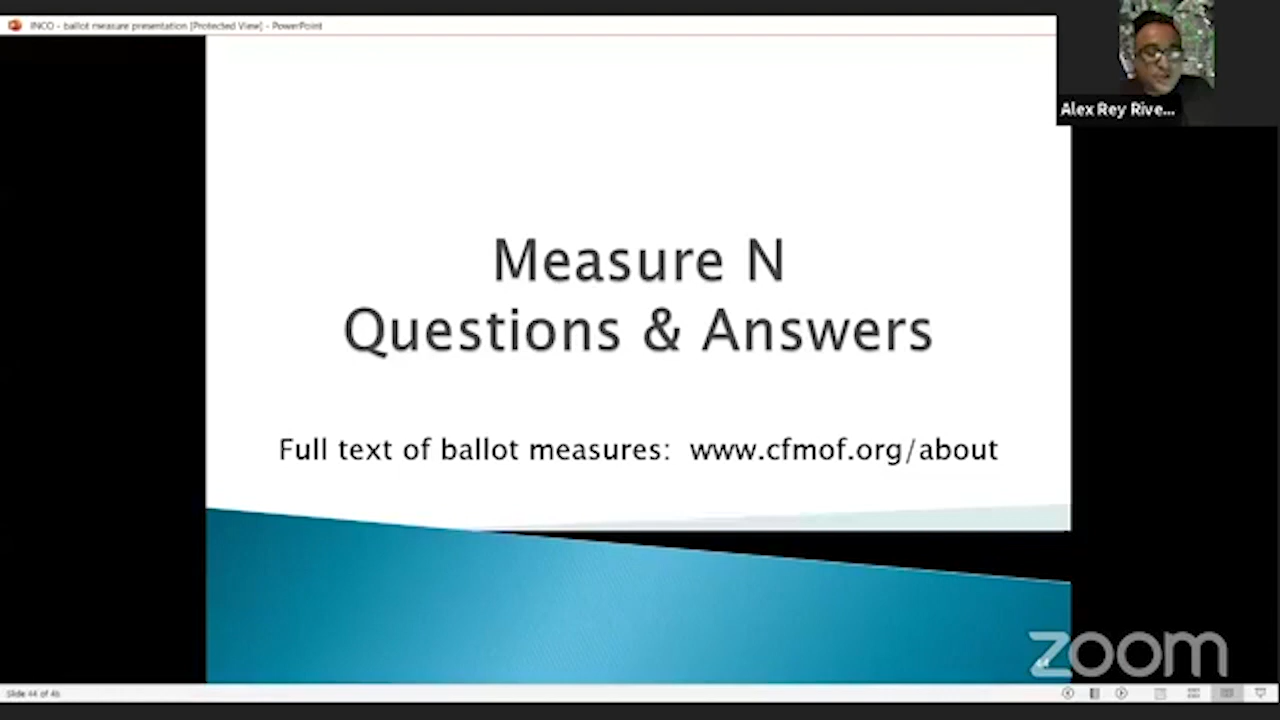 INCO - ballot measure presentation [Protected View] - PowerPoint
Alex Rey Rive...
Measure N
Questions & Answers
Full text of ballot measures: www.cfmof.org/about
44
zoom
Slide 44 of 46